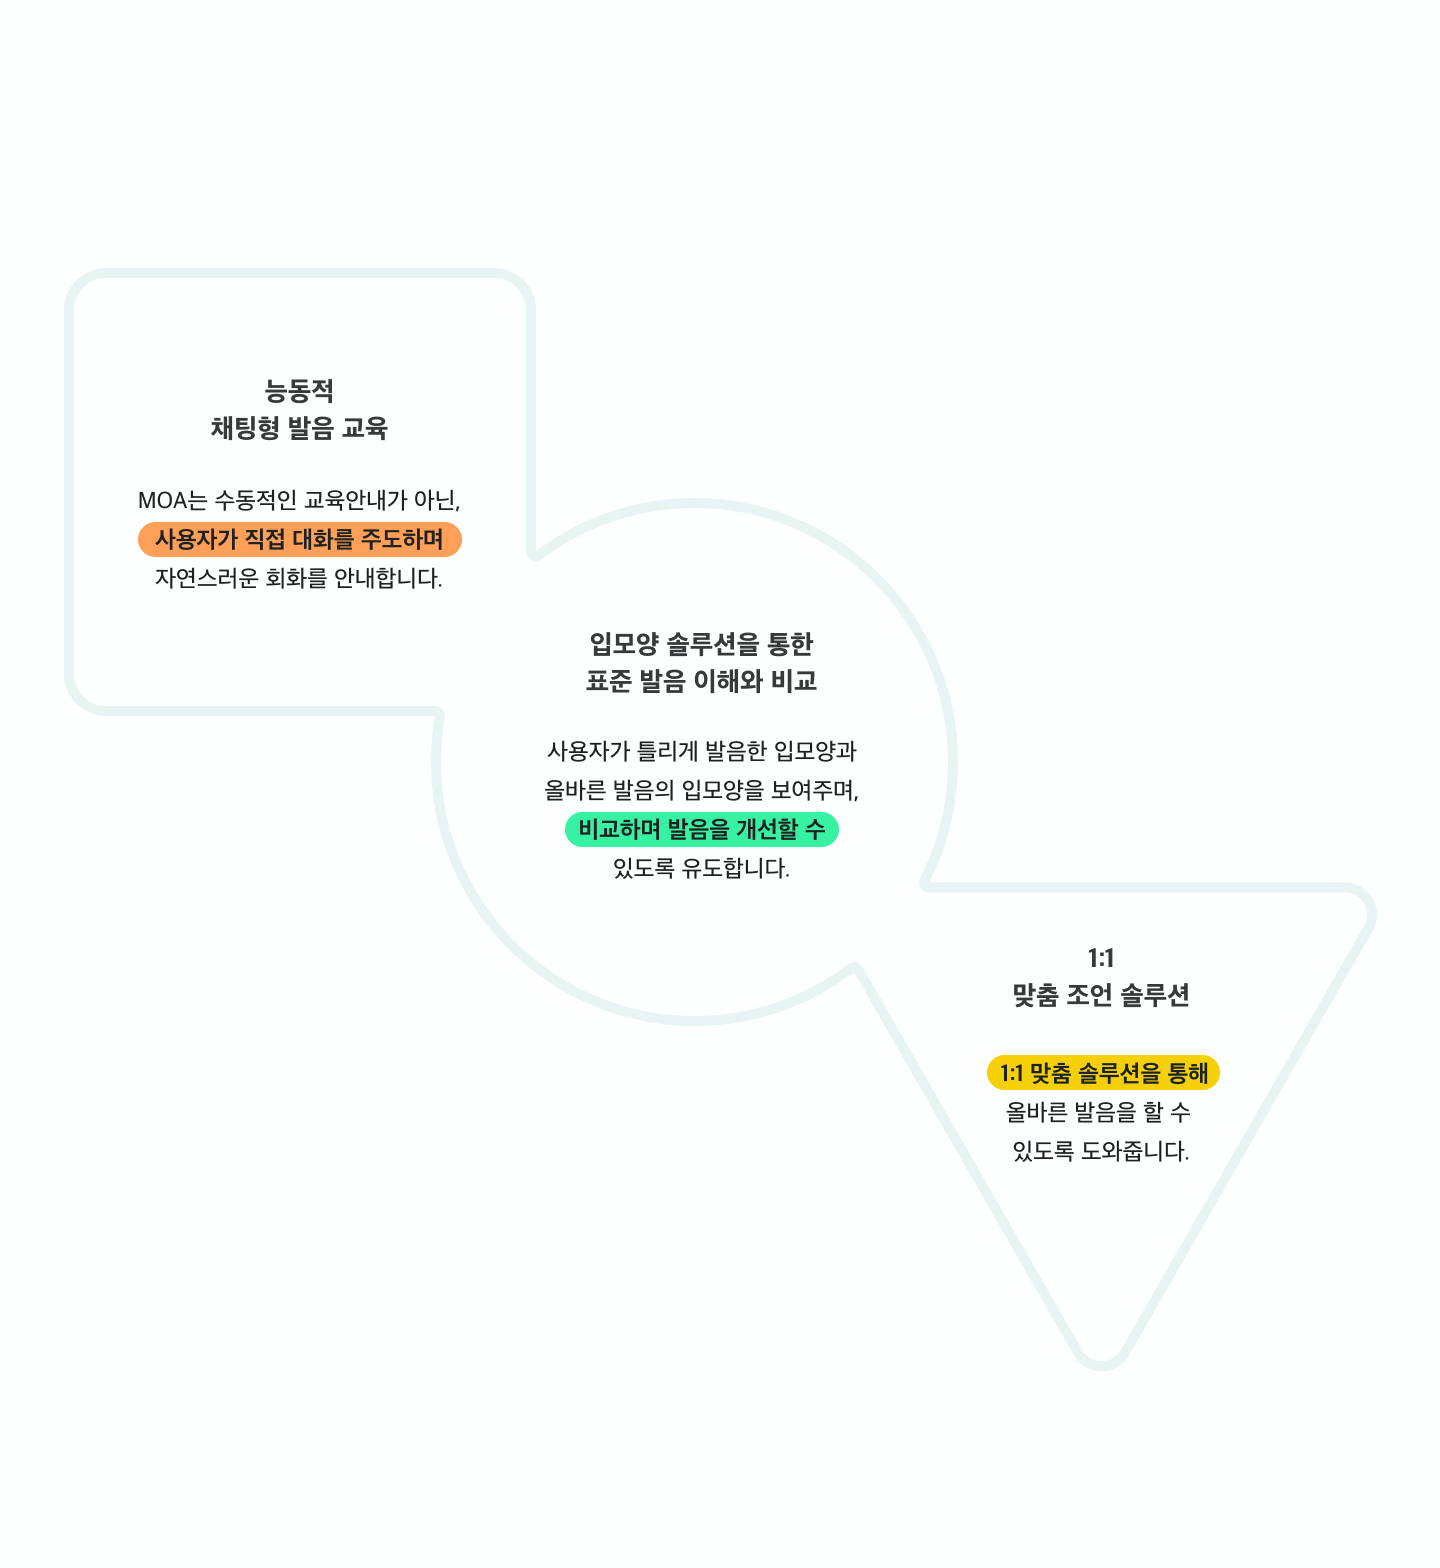 능동적
채팅형 발음 교육
MOA는 수동적인 교육안내가 아닌,
사용자가 직접 대화를 주도하며
자연스러운 회화를 안내합니다.
입모양 솔루션을 통한
표준 발음 이해와 비교
사용자가 틀리게 발음한 입모양과
올바른 발음의 입모양을 보여주며,
비교하며 발음을 개선할 수
있도록 유도합니다.
1:1
맞춤 조언 솔루션
1:1 맞춤 솔루션을 통해
올바른 발음을 할 수
있도록 도와줍니다.